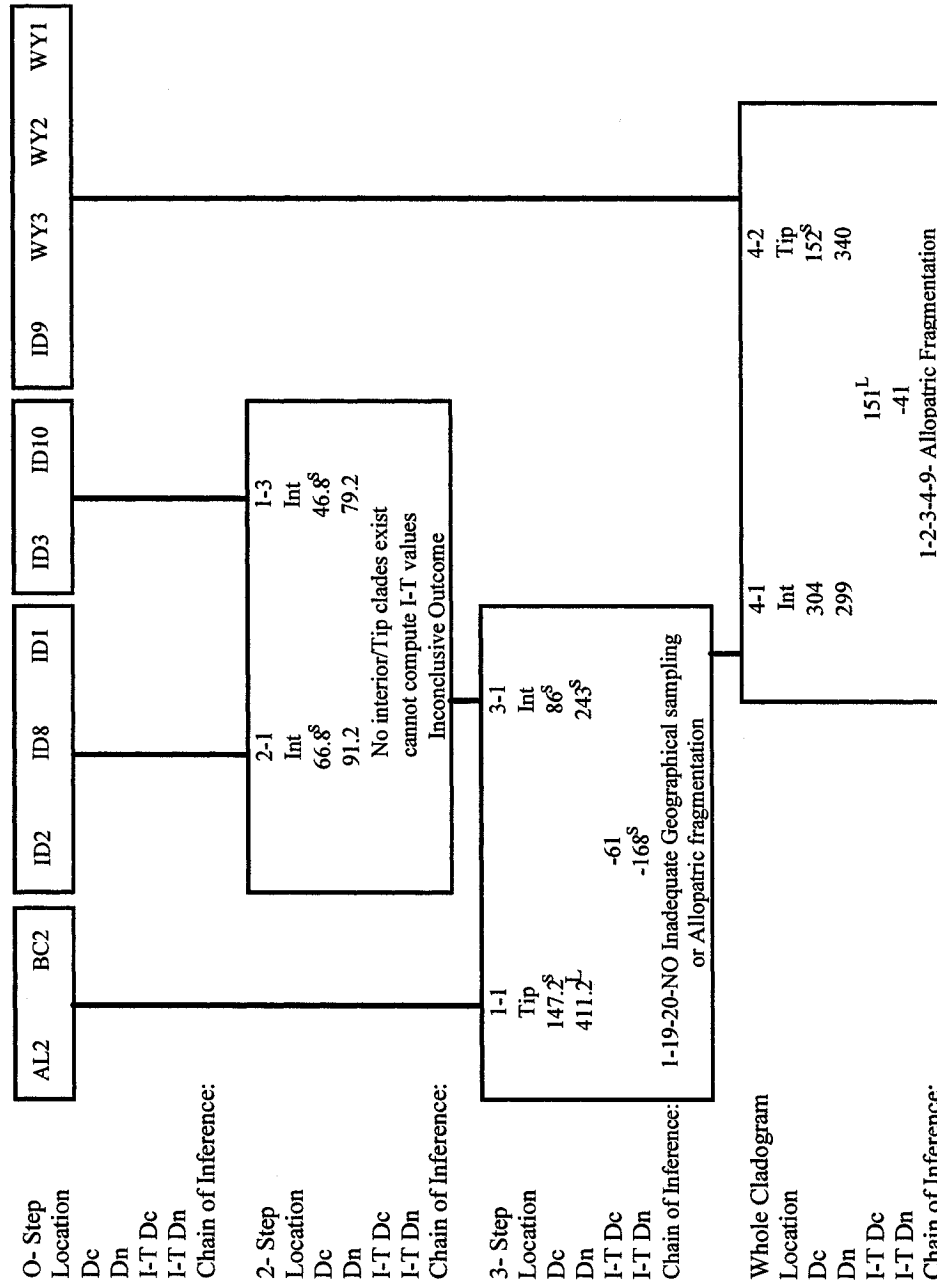 O- Step
Location
Dc
Dn
I-T Dc
I-T Dn
Chain of Inference:
AL2 BC2
ID2 ID8 ID1
ID3 ID10
ID9 WY3 WY2 WY1
2- Step
Location
Dc
Dn
I-T Dc
I-T Dn
Chain of Inference:
2-1 1-3
Int Int
66.8S 46.8S
91.2 79.2
No interior/Tip clades exist
cannot compute I-T values
Inconclusive Outcome
3- Step
Location
Dc
Dn
I-T Dc
I-T Dn
Chain of Inference:
1-1 3-1
Tip Int
147.2S 86S
411.2L 243S
-61
-168S
1-19-20-NO Inadequate Geographical sampling
or Allopatric fragmentation
Whole Cladogram
Location
Dc
Dn
I-T Dc
I-T Dn
Chain of Inference:
4-1 4-2
Int Tip
304 152S
299 340
151L
-41
1-2-3-4-9- Allopatric Fragmentation